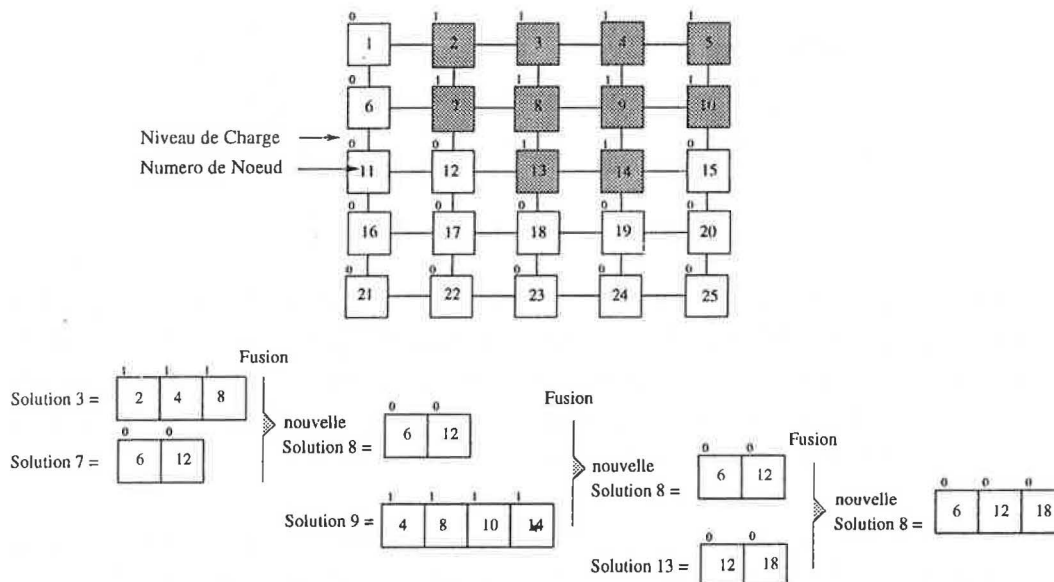 0 1 1 1 1
1 2 3 4 5
0 1 1 1 1
6 7 8 9 10
Niveau de Charge
0 0 1 1 0
Numero de Noeud
11 12 13 14 15
0 0 0 0 0
16 17 18 19 20
0 0 0 0 0
21 22 23 24 25
Fusion
1 1 1
Solution 3 = 2 4 8
0 0
Solution 7 = 6 12
nouvelle
0 0
Solution 8 = 6 12
Fusion
1 1 1 1
Solution 9 = 4 8 10 14
nouvelle
0 0
Solution 8 = 6 12
Fusion
0 0
Solution 13 = 12 18
nouvelle
0 0 0
Solution 8 = 6 12 18